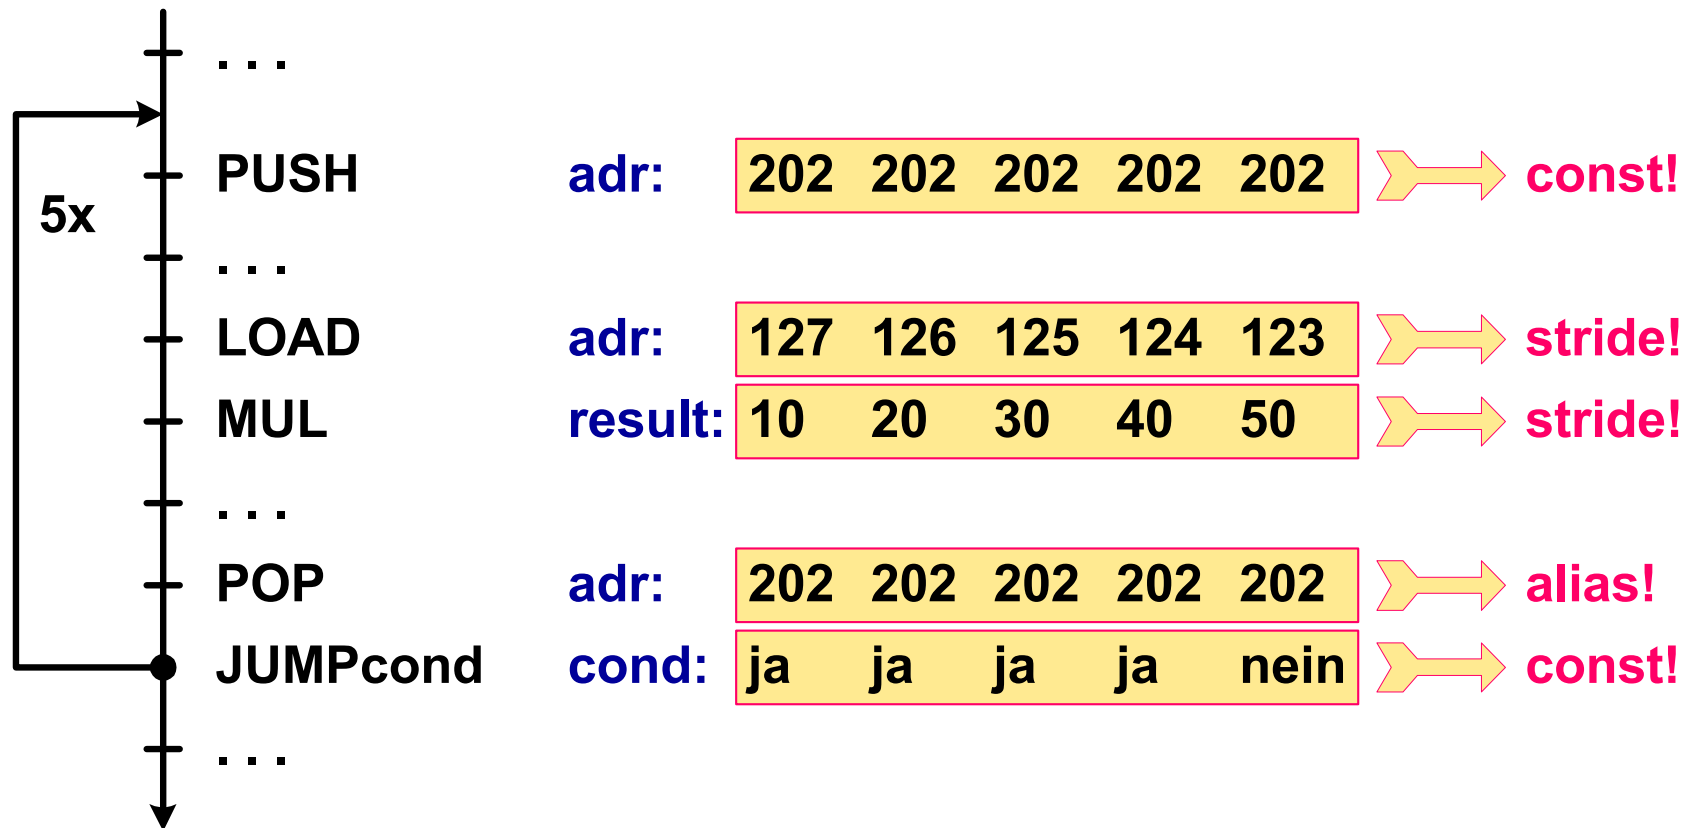 . . .
PUSH adr: 202 202 202 202 202 const!
5x
. . .
LOAD adr: 127 126 125 124 123 stride!
MUL result: 10 20 30 40 50 stride!
. . .
POP adr: 202 202 202 202 202 alias!
JUMPcond cond: ja ja ja ja nein const!
. . .